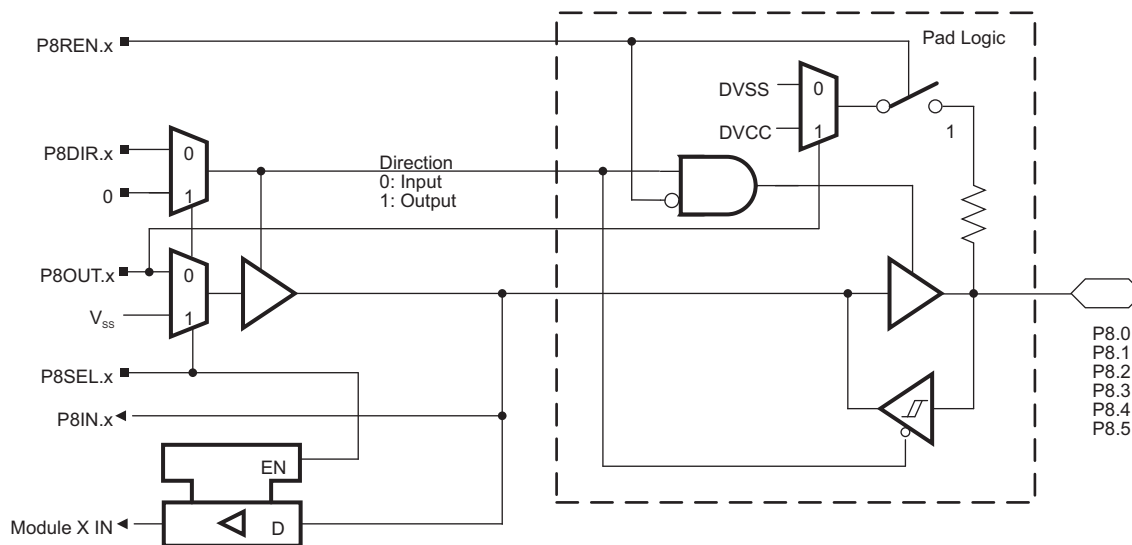 Pad Logic
P8REN.x
DVSS
0
DVCC
1
1
P8DIR.x
0
0
1
Direction
0: Input
1: Output
P8OUT.x
0
VSS
1
P8SEL.x
P8IN.x
EN
D
Module X IN
P8.0
P8.1
P8.2
P8.3
P8.4
P8.5